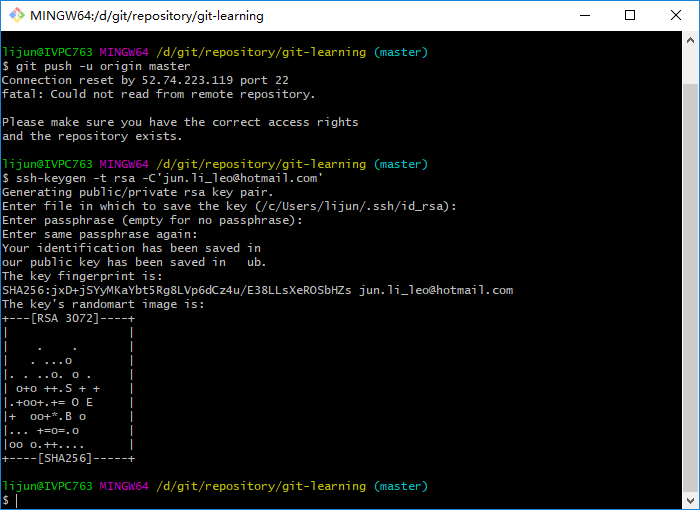 MINGW64:/d/git/repository/git-learning
lijun@IVPC763 MINGW64 /d/git/repository/git-learning (master)
$ git push -u origin master
Connection reset by 52.74.223.119 port 22
fatal: Could not read from remote repository.

Please make sure you have the correct access rights
and the repository exists.

lijun@IVPC763 MINGW64 /d/git/repository/git-learning (master)
$ ssh-keygen -t rsa -C'jun.li_leo@hotmail.com'
Generating public/private rsa key pair.
Enter file in which to save the key (/c/Users/lijun/.ssh/id_rsa):
Enter passphrase (empty for no passphrase):
Enter same passphrase again:
Your identification has been saved in
our public key has been saved in   ub.
The key fingerprint is:
SHA256:jxD+jSYyMKaYbt5Rg8LVp6dCz4u/E38LLsXeROSbHZs jun.li_leo@hotmail.com
The key's randomart image is:
+---[RSA 3072]----+
|                 |
|    .    .       |
|   . ...o        |
|. . ..o. o .     |
| o+o ++.S + +    |
|.+oo+.+= O E     |
|+  oo+*.B o      |
|... +=o=.o       |
|oo o.++....      |
+----[SHA256]-----+

lijun@IVPC763 MINGW64 /d/git/repository/git-learning (master)
$